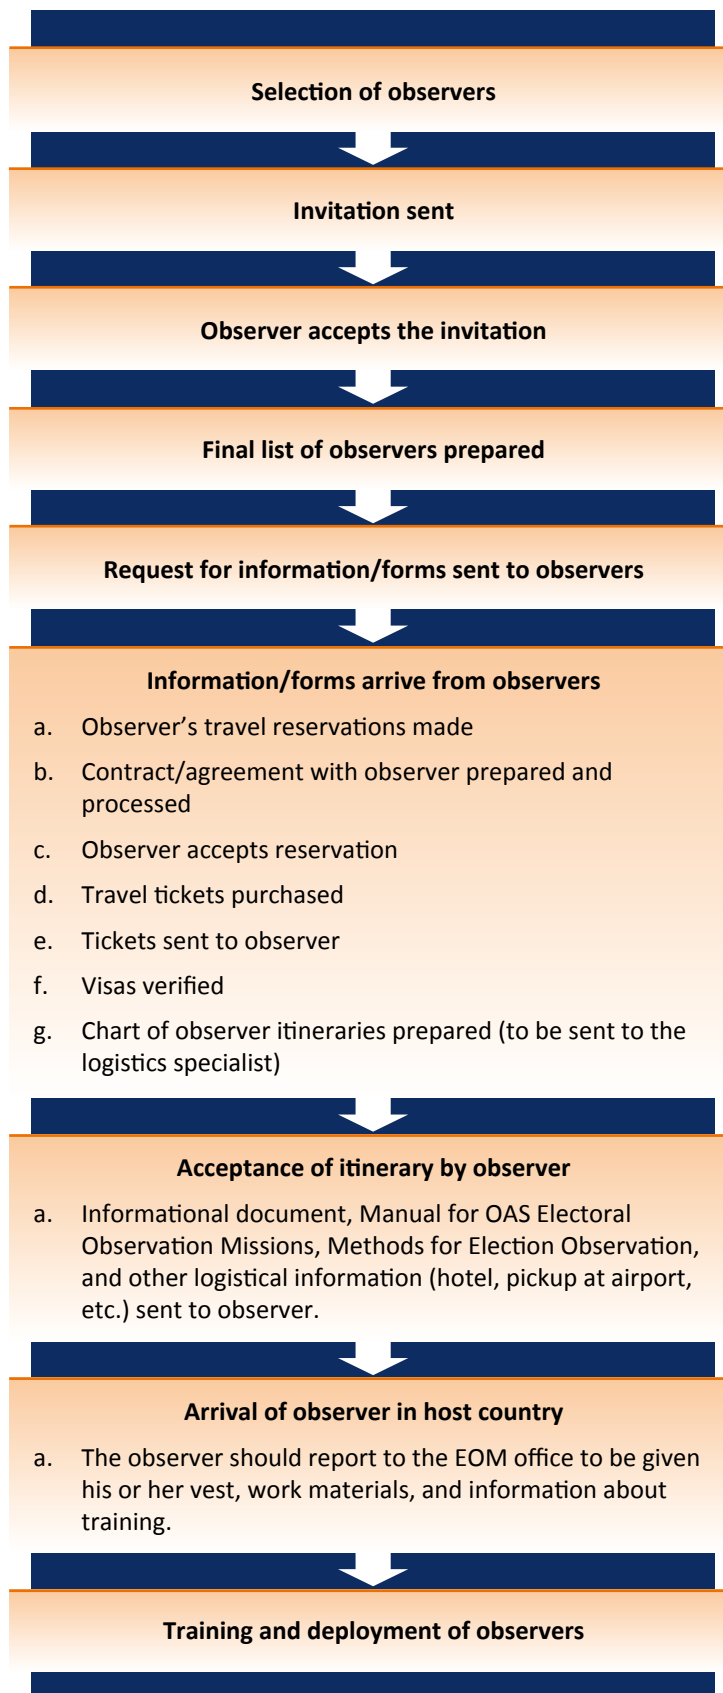 Selection of observers
Invitation sent
Observer accepts the invitation
Final list of observers prepared
Request for information/forms sent to observers
Information/forms arrive from observers
a. Observer’s travel reservations made
b. Contract/agreement with observer prepared and
processed
c. Observer accepts reservation
d. Travel tickets purchased
e. Tickets sent to observer
f. Visas verified
g. Chart of observer itineraries prepared (to be sent to the
logistics specialist)
Acceptance of itinerary by observer
a. Informational document, Manual for OAS Electoral
Observation Missions, Methods for Election Observation,
and other logistical information (hotel, pickup at airport,
etc.) sent to observer.
Arrival of observer in host country
a. The observer should report to the EOM office to be given
his or her vest, work materials, and information about
training.
Training and deployment of observers